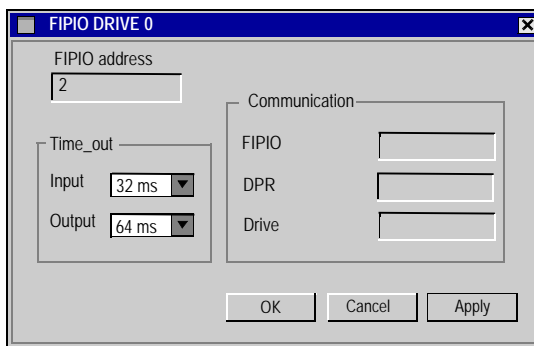 FIPIO DRIVE 0
FIPIO address
2
Communication
Time_out
FIPIO
Input 32 ms
DPR
Output 64 ms
Drive
OK Cancel Apply